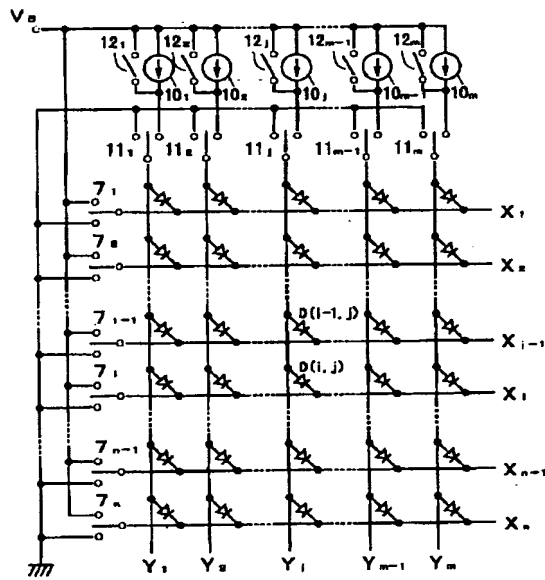 V B
12₁ 12₂ 12ⱼ 12ₘ₋₁ 12ₘ
10₁ 10₂ 10ⱼ 10ₘ₋ 10ₘ
11₁ 11₂ 11ⱼ 11ₘ₋₁ 11ₘ
7₁ X₁
7₂ X₂
D(i-1,j)
7ᵢ₋₁ Xᵢ₋₁
D(i,j)
7ᵢ Xᵢ
7ₙ₋₁ Xₙ₋₁
7ₙ Xₙ
Y₁ Y₂ Yⱼ Yₘ₋₁ Yₘ